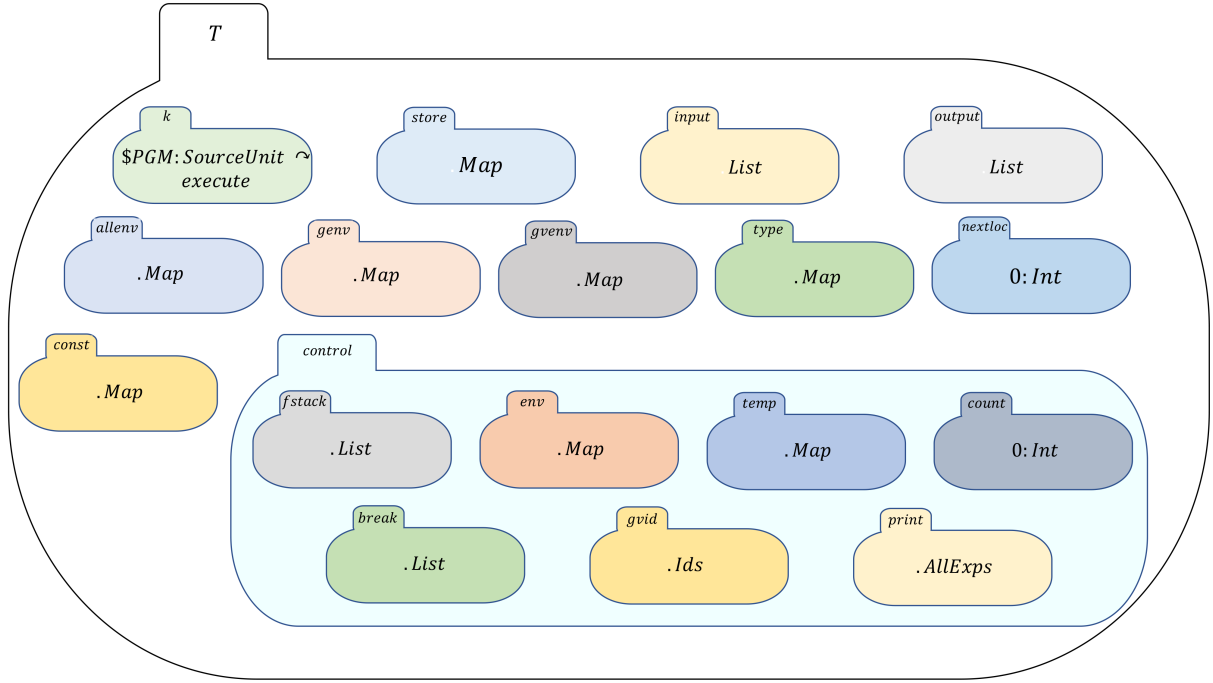 T
k
store
input
output
$PGM:SourceUnit ↷
execute
.Map
List
List
allenv
genv
gvenv
type
nextloc
.Map
.Map
.Map
.Map
0:Int
const
control
.Map
fstack
env
temp
count
.List
.Map
.Map
0:Int
break
gvid
print
.List
.Ids
.AllExps